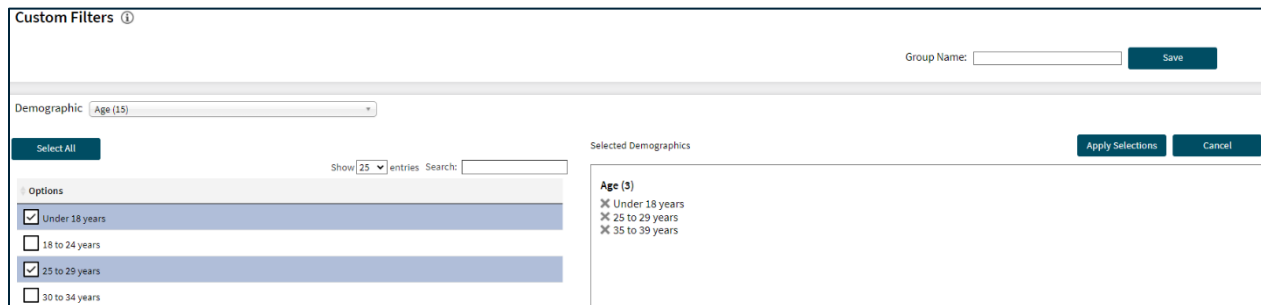 Custom Filters
Group Name: Save
Demographic Age (15)
Select All
Show 25 entries Search:
Options
Under 18 years
18 to 24 years
25 to 29 years
30 to 34 years
Selected Demographics Apply Selections Cancel
Age (3)
Under 18 years
25 to 29 years
35 to 39 years